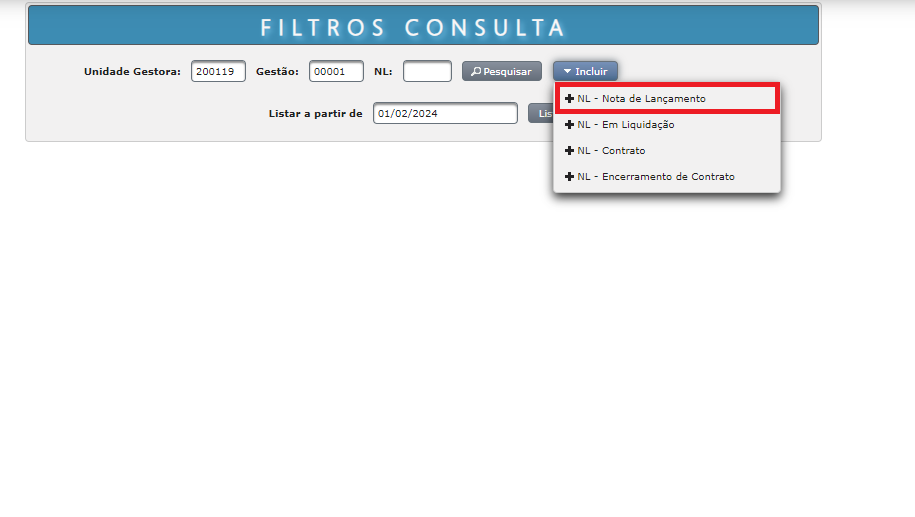 FILTROS CONSULTA
Unidade Gestora: 200119 Gestão: 00001 NL: Pesquisar Incluir
NL - Nota de Lançamento
Listar a partir de 01/02/2024 Lis
NL - Em Liquidação
NL - Contrato
NL - Encerramento de Contrato